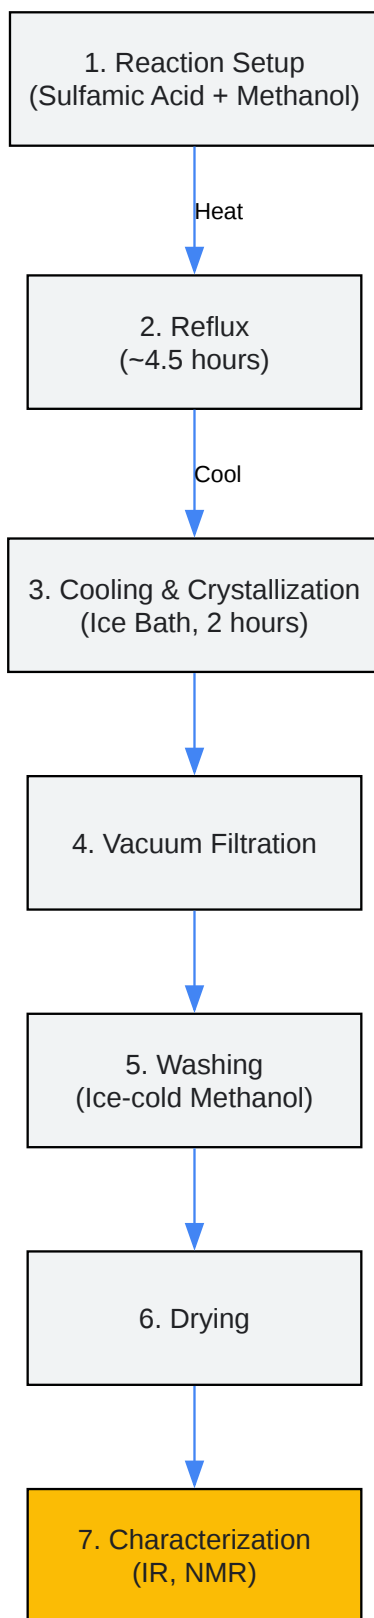 1. Reaction Setup
(Sulfamic Acid + Methanol)
Heat
2. Reflux
(~4.5 hours)
Cool
3. Cooling & Crystallization
(Ice Bath, 2 hours)
4. Vacuum Filtration
5. Washing
(Ice-cold Methanol)
6. Drying
7. Characterization
(IR, NMR)